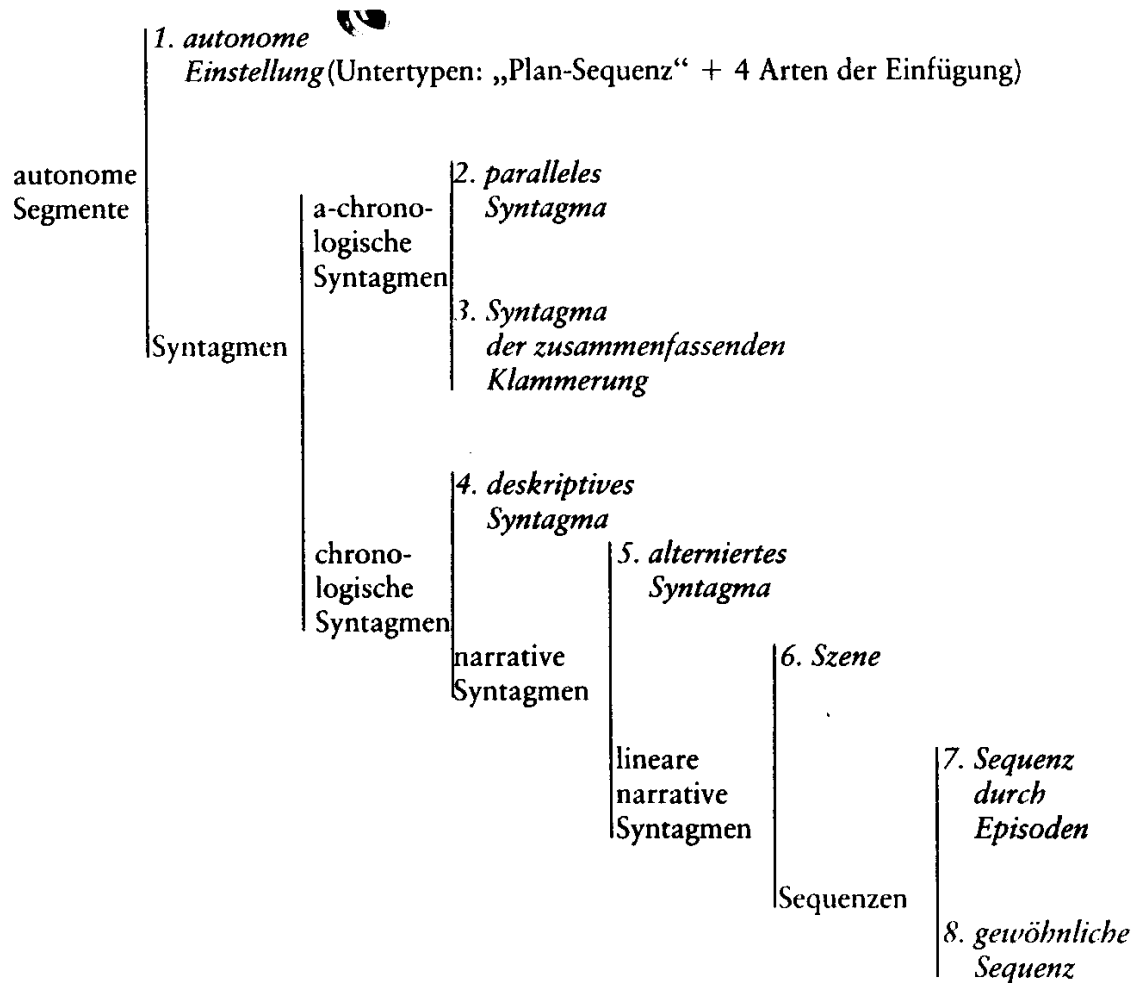 1. autonome
Einstellung (Untertypen: „Plan-Sequenz“ + 4 Arten der Einfügung)
autonome
Segmente
Syntagmen
a-chrono-
logische
Syntagmen
2. paralleles
Syntagma
3. Syntagma
der zusammenfassenden
Klammerung
chrono-
logische
Syntagmen
4. deskriptives
Syntagma
narrative
Syntagmen
5. alterniertes
Syntagma
lineare
narrative
Syntagmen
6. Szene
Sequenzen
7. Sequenz
durch
Episoden
8. gewöhnliche
Sequenz